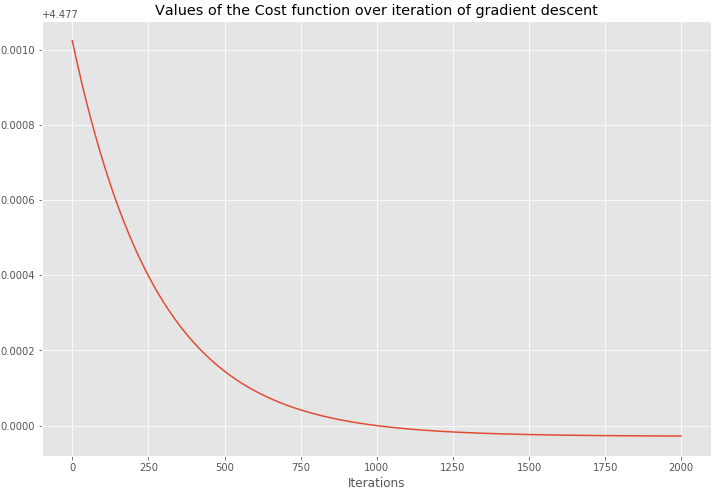 Values of the Cost function over iteration of gradient descent
+4.477
0.0010
0.0008
0.0006
0.0004
0.0002
0.0000
0 250 500 750 1000 1250 1500 1750 2000
Iterations